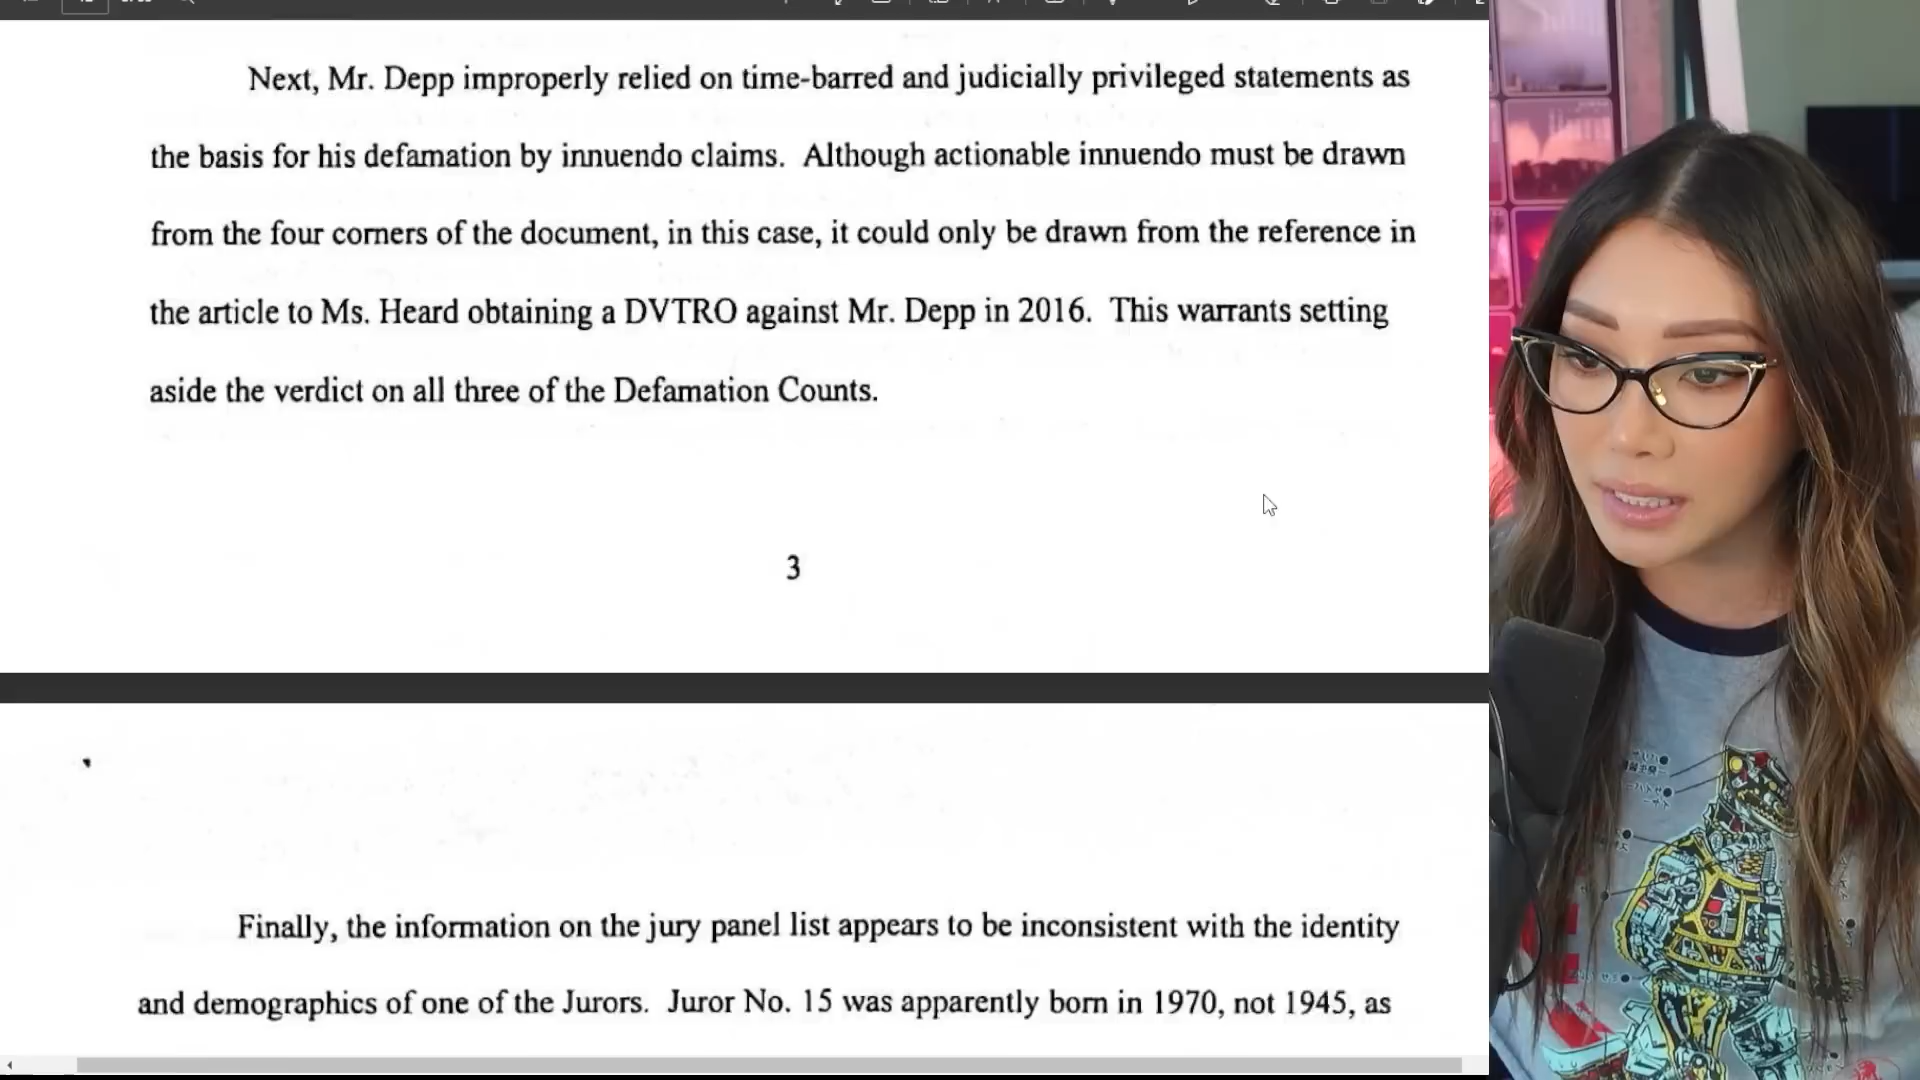 Next, Mr. Depp improperly relied on time-barred and judicially privileged statements as
the basis for his defamation by innuendo claims. Although actionable innuendo must be drawn
from the four corners of the document, in this case, it could only be drawn from the reference in
the article to Ms. Heard obtaining a DVTRO against Mr. Depp in 2016. This warrants setting
aside the verdict on all three of the Defamation Counts.
3
Finally, the information on the jury panel list appears to be inconsistent with the identity
and demographics of one of the Jurors. Juror No. 15 was apparently born in 1970, not 1945, as